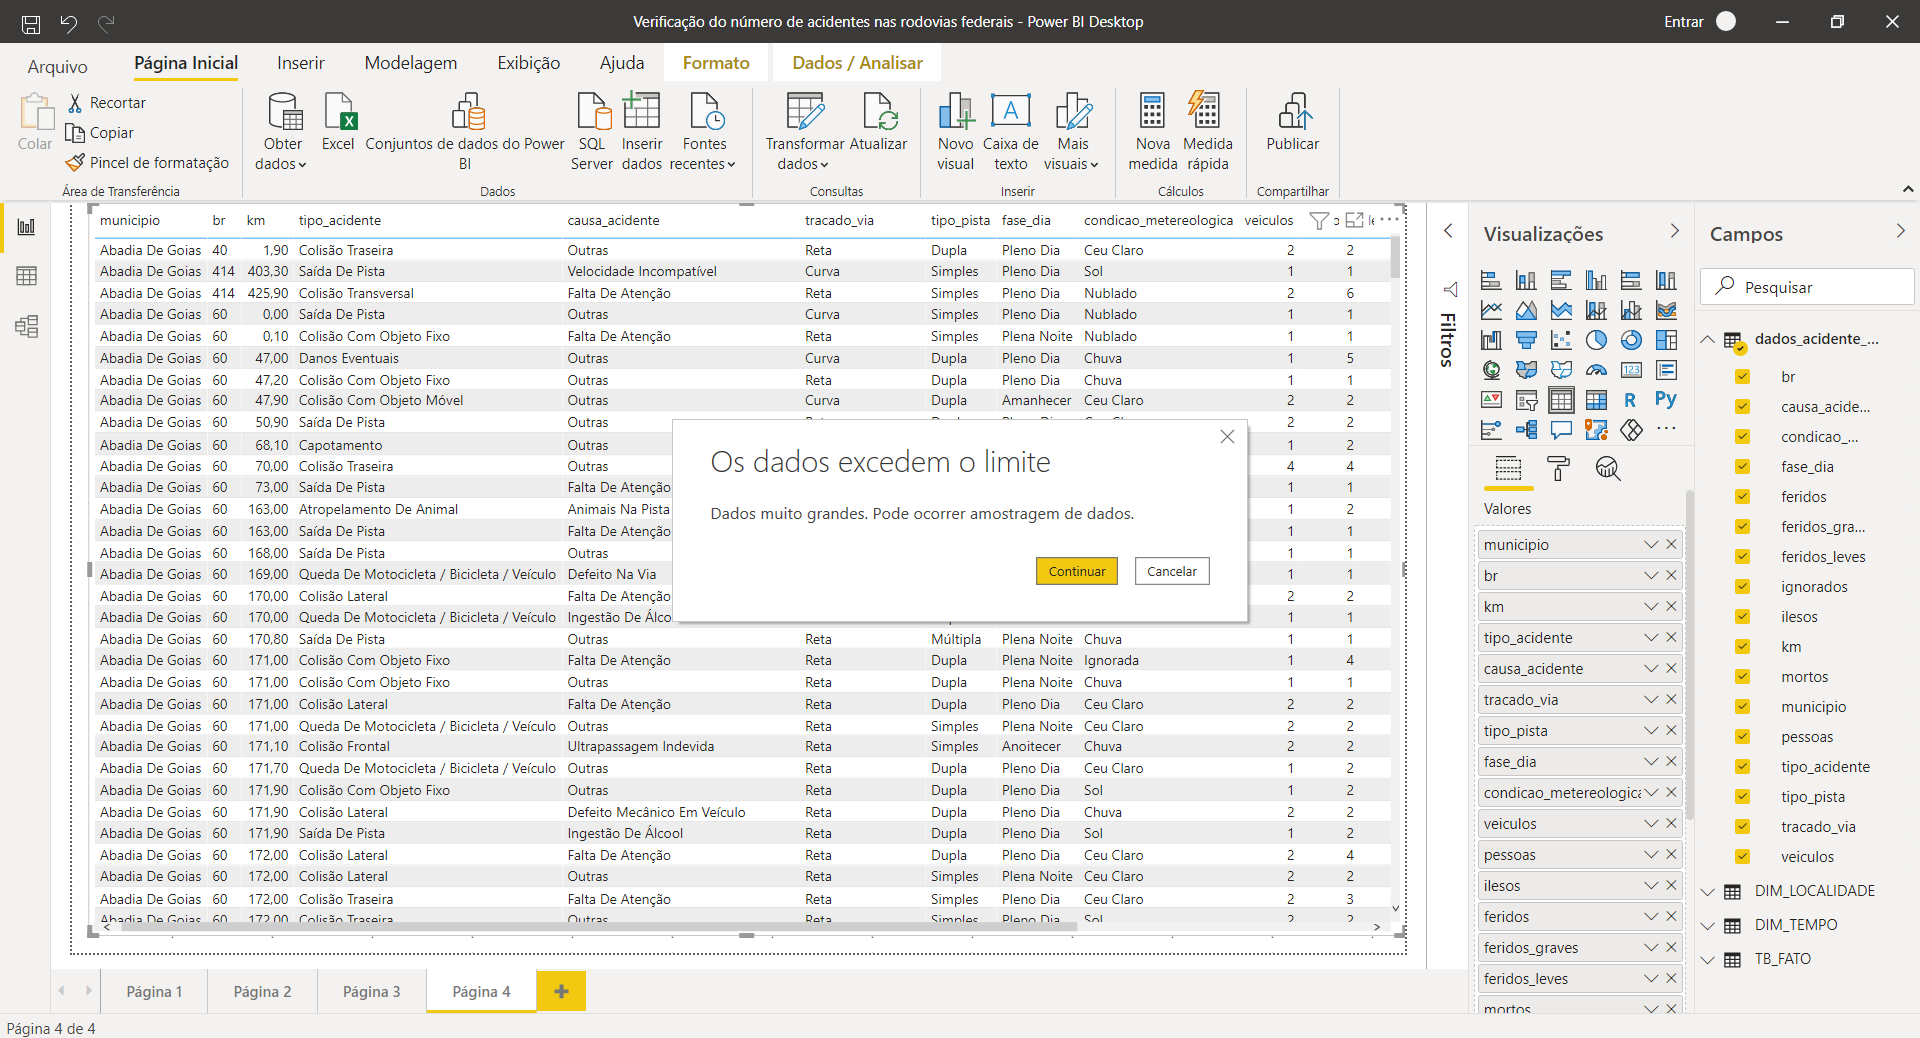 Verificação do número de acidentes nas rodovias federais - Power BI Desktop
Entrar
Arquivo
Página Inicial
Inserir
Modelagem
Exibição
Ajuda
Formato
Dados / Analisar
Colar
Recortar
Copiar
Pincel de formatação
Área de Transferência
Obter dados
Excel
Conjuntos de dados do Power BI
SQL Server
Inserir dados
Fontes recentes
Dados
Transformar dados
Atualizar
Consultas
Novo visual
Caixa de texto
Mais visuais
Inserir
Nova medida
Medida rápida
Cálculos
Publicar
Compartilhar
municipio br km tipo_acidente causa_acidente tracado_via tipo_pista fase_dia condicao_metereologica veiculos
Abadia De Goias 40 1,90 Colisão Traseira Outras Reta Dupla Pleno Dia Ceu Claro 2 2
Abadia De Goias 414 403,30 Saída De Pista Velocidade Incompatível Curva Simples Pleno Dia Sol 1 1
Abadia De Goias 414 425,90 Colisão Transversal Falta De Atenção Reta Simples Pleno Dia Nublado 2 6
Abadia De Goias 60 0,00 Saída De Pista Outras Curva Simples Pleno Dia Nublado 1 1
Abadia De Goias 60 0,10 Colisão Com Objeto Fixo Falta De Atenção Reta Simples Plena Noite Nublado 1 1
Abadia De Goias 60 47,00 Danos Eventuais Outras Curva Dupla Pleno Dia Chuva 1 5
Abadia De Goias 60 47,20 Colisão Com Objeto Fixo Outras Reta Dupla Pleno Dia Chuva 1 1
Abadia De Goias 60 47,90 Colisão Com Objeto Móvel Outras Curva Dupla Amanhecer Ceu Claro 2 2
Abadia De Goias 60 50,90 Saída De Pista Outras 2 2
Abadia De Goias 60 68,10 Capotamento Outras 1 2
Abadia De Goias 60 70,00 Colisão Traseira Outras 4 4
Abadia De Goias 60 73,00 Saída De Pista Falta De Atenção 1 1
Abadia De Goias 60 163,00 Atropelamento De Animal Animais Na Pista 1 2
Abadia De Goias 60 163,00 Saída De Pista Falta De Atenção 1 1
Abadia De Goias 60 168,00 Saída De Pista Outras 1 1
Abadia De Goias 60 169,00 Queda De Motocicleta / Bicicleta / Veículo Defeito Na Via 1 1
Abadia De Goias 60 170,00 Colisão Lateral Falta De Atenção 2 2
Abadia De Goias 60 170,00 Queda De Motocicleta / Bicicleta / Veículo Ingestão De Álcoo 1 1
Abadia De Goias 60 170,80 Saída De Pista Outras Reta Múltipla Plena Noite Chuva 1 1
Abadia De Goias 60 171,00 Colisão Com Objeto Fixo Falta De Atenção Reta Dupla Plena Noite Ignorada 1 4
Abadia De Goias 60 171,00 Colisão Com Objeto Fixo Outras Reta Dupla Plena Noite Chuva 1 1
Abadia De Goias 60 171,00 Colisão Lateral Falta De Atenção Reta Dupla Pleno Dia Ceu Claro 2 2
Abadia De Goias 60 171,00 Queda De Motocicleta / Bicicleta / Veículo Outras Reta Simples Plena Noite Ceu Claro 2 2
Abadia De Goias 60 171,10 Colisão Frontal Ultrapassagem Indevida Reta Simples Anoitecer Chuva 2 2
Abadia De Goias 60 171,70 Queda De Motocicleta / Bicicleta / Veículo Outras Reta Dupla Pleno Dia Ceu Claro 1 2
Abadia De Goias 60 171,90 Colisão Com Objeto Fixo Outras Reta Dupla Pleno Dia Sol 1 2
Abadia De Goias 60 171,90 Colisão Lateral Defeito Mecânico Em Veículo Reta Dupla Pleno Dia Chuva 2 2
Abadia De Goias 60 171,90 Saída De Pista Ingestão De Álcool Reta Dupla Pleno Dia Sol 1 2
Abadia De Goias 60 172,00 Colisão Lateral Falta De Atenção Reta Dupla Pleno Dia Ceu Claro 2 4
Abadia De Goias 60 172,00 Colisão Lateral Outras Reta Simples Plena Noite Ceu Claro 2 2
Abadia De Goias 60 172,00 Colisão Traseira Falta De Atenção Reta Simples Pleno Dia Ceu Claro 2 3
Abadia De Goias 60 172,00 Colisão Traseira Outras Reta Simples Pleno Dia Sol 2 2
Os dados excedem o limite
Dados muito grandes. Pode ocorrer amostragem de dados.
Continuar
Cancelar
Filtros
Visualizações
123
R
Py
Valores
municipio
br
km
tipo_acidente
causa_acidente
tracado_via
tipo_pista
fase_dia
condicao_metereologica
veiculos
pessoas
ilesos
feridos
feridos_graves
feridos_leves
mortos
Campos
Pesquisar
dados_acidente_...
br
causa_acide...
condicao_...
fase_dia
feridos
feridos_gra...
feridos_leves
ignorados
ilesos
km
mortos
municipio
pessoas
tipo_acidente
tipo_pista
tracado_via
veiculos
DIM_LOCALIDADE
DIM_TEMPO
TB_FATO
Página 1
Página 2
Página 3
Página 4
Página 4 de 4